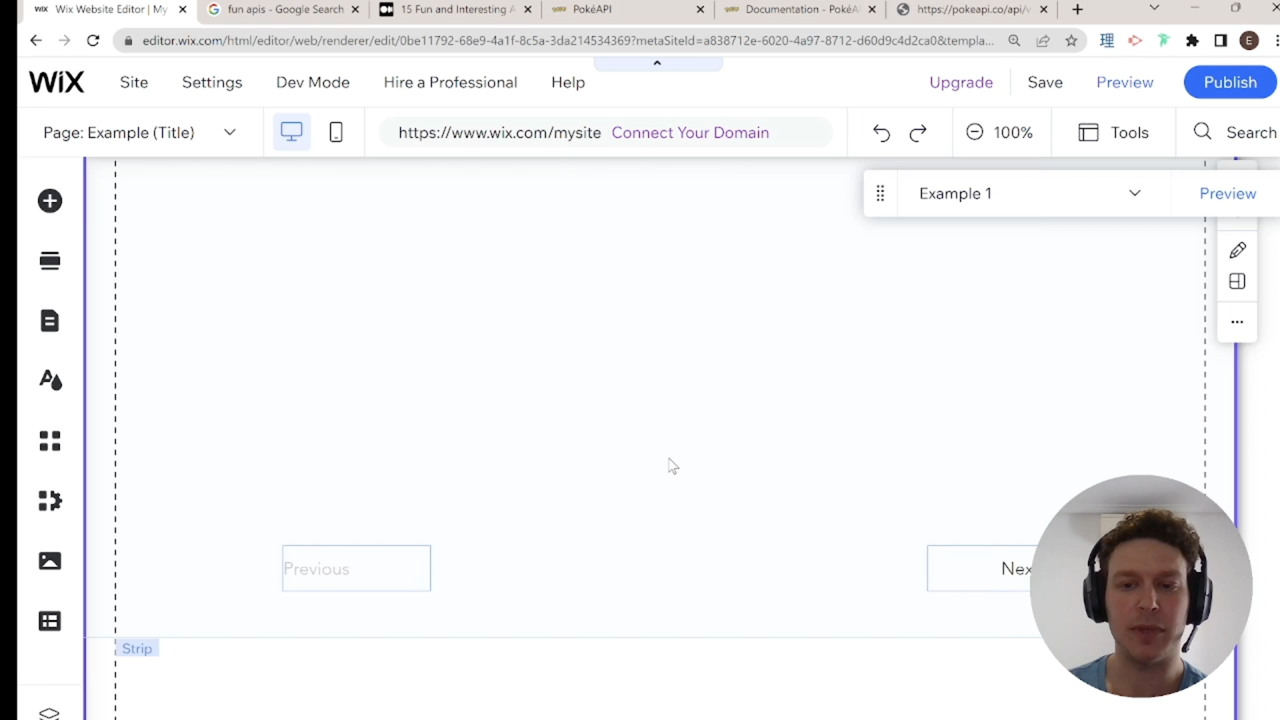 WiX Wix Website Editor | My
G fun apis - Google Search
15 Fun and Interesting A
PokéAPI
Documentation - PokéA
https://pokeapi.co/api/v
editor.wix.com/html/editor/web/renderer/edit/0be11792-68e9-4a1f-8c5a-3da214534369?metaSiteId=a838712e-6020-4a97-8712-d60d9c4d2ca0&templa...
理
E
WiX Site Settings Dev Mode Hire a Professional Help Upgrade Save Preview Publish
Page: Example (Title) https://www.wix.com/mysite Connect Your Domain 100% Tools Search
Example 1 Preview
Previous
Nex
Strip